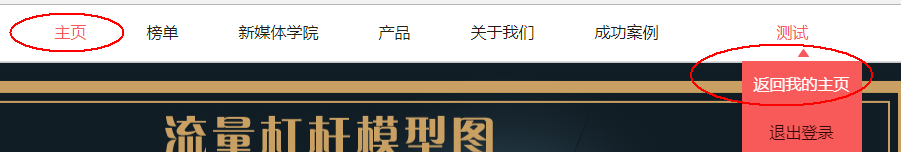 主页 榜单 新媒体学院 产品 关于我们 成功案例 测试
返回我的主页
流量杠杆模型图
退出登录